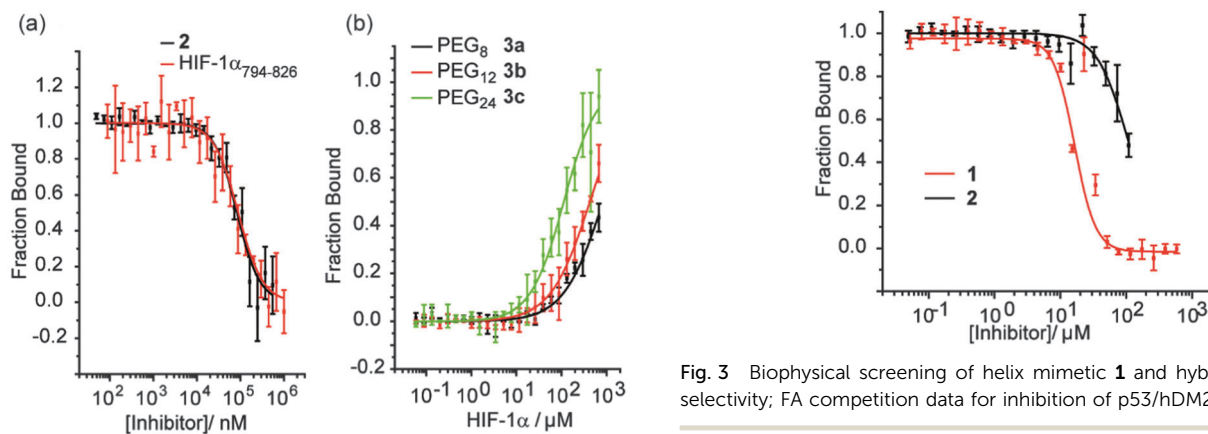 (a)
2
HIF-1α794-826
Fraction Bound
1.2
1.0
0.8
0.6
0.4
0.2
0.0
-0.2
10² 10³ 10⁴ 10⁵ 10⁶
[Inhibitor]/ nM
(b)
PEG₈ 3a
PEG₁₂ 3b
PEG₂₄ 3c
Fraction Bound
1.0
0.8
0.6
0.4
0.2
0.0
-0.2
10⁻¹ 10⁰ 10¹ 10² 10³
HIF-1α / µM
Fraction Bound
1.0
0.8
0.6
0.4
0.2
0.0
1
2
10⁻¹ 10⁰ 10¹ 10² 10³
[Inhibitor]/ µM
Fig. 3 Biophysical screening of helix mimetic 1 and hyb
selectivity; FA competition data for inhibition of p53/hDM2